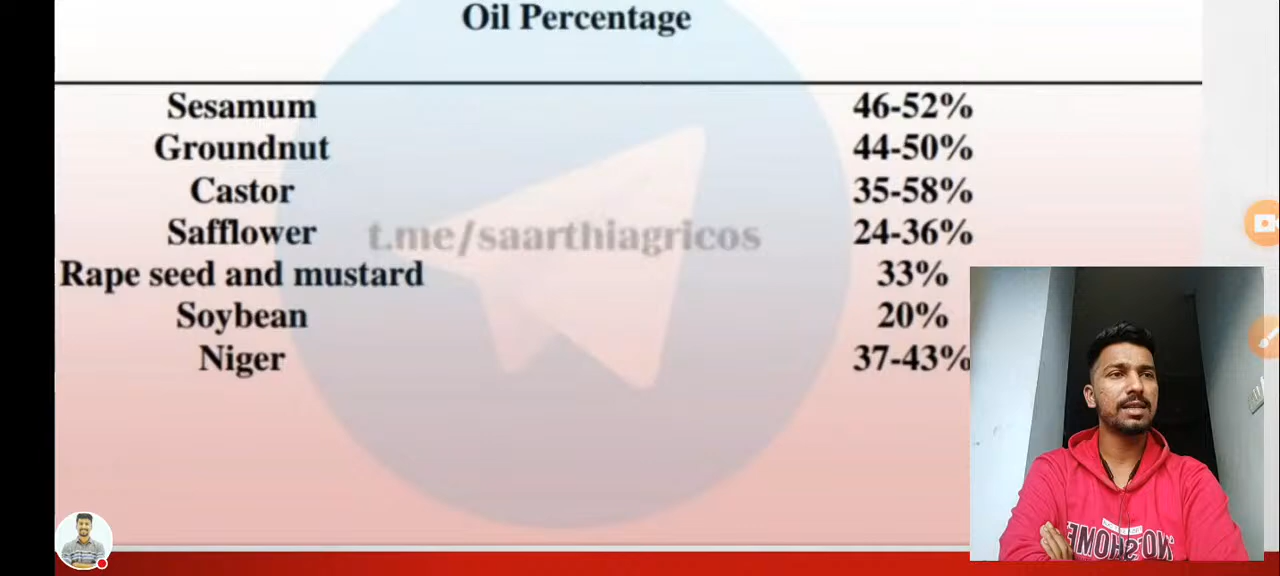 Oil Percentage
Sesamum 46-52%
Groundnut 44-50%
Castor 35-58%
Safflower 24-36%
t.me/saarthiagricos
Rape seed and mustard 33%
Soybean 20%
Niger 37-43%